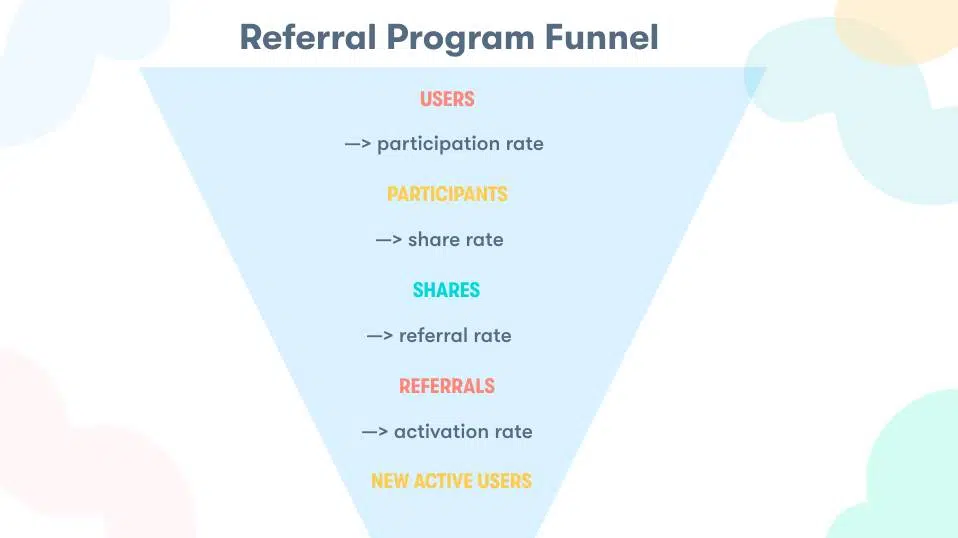 Referral Program Funnel
USERS
—> participation rate
PARTICIPANTS
—> share rate
SHARES
—> referral rate
REFERRALS
—> activation rate
NEW ACTIVE USERS